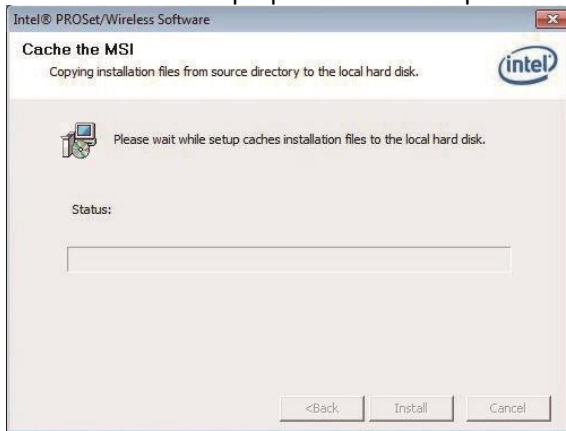 Intel® PROSet/Wireless Software
Cache the MSI
Copying installation files from source directory to the local hard disk.
intel
Please wait while setup caches installation files to the local hard disk.
Status:
<Back
Install
Cancel